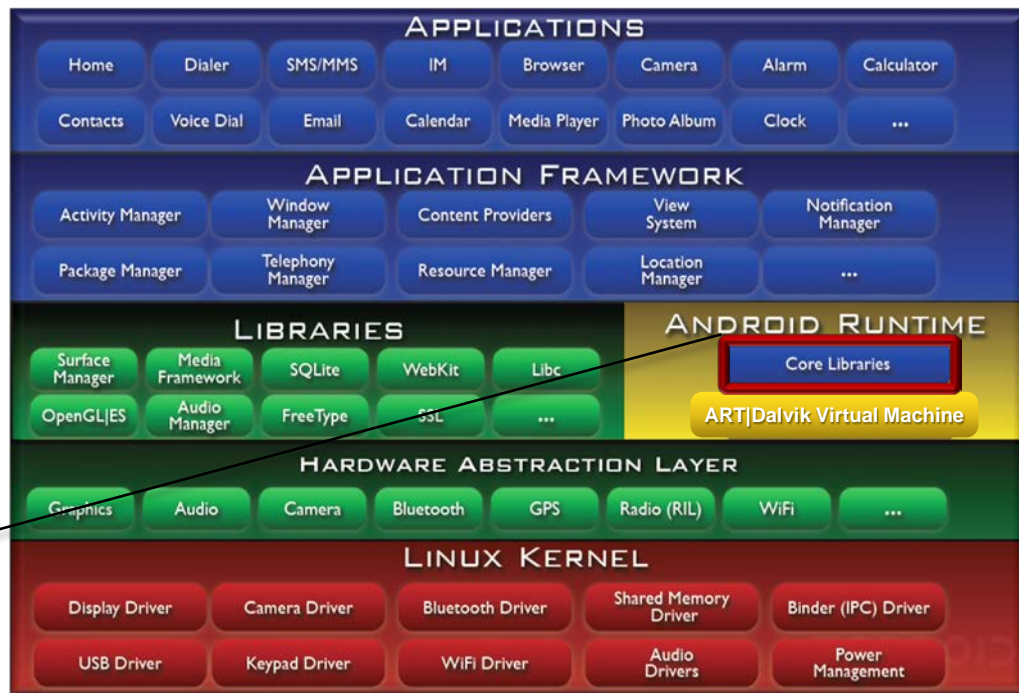 APPLICATIONS
Home Dialer SMS/MMS IM Browser Camera Alarm Calculator
Contacts Voice Dial Email Calendar Media Player Photo Album Clock ...
APPLICATION FRAMEWORK
Activity Manager Window Manager Content Providers View System Notification Manager
Package Manager Telephony Manager Resource Manager Location Manager ...
LIBRARIES
Surface Manager Media Framework SQLite WebKit Libc
OpenGL|ES Audio Manager FreeType SSL ...
ANDROID RUNTIME
Core Libraries
ART|Dalvik Virtual Machine
HARDWARE ABSTRACTION LAYER
Graphics Audio Camera Bluetooth GPS Radio (RIL) WiFi ...
LINUX KERNEL
Display Driver Camera Driver Bluetooth Driver Shared Memory Driver Binder (IPC) Driver
USB Driver Keypad Driver WiFi Driver Audio Drivers Power Management